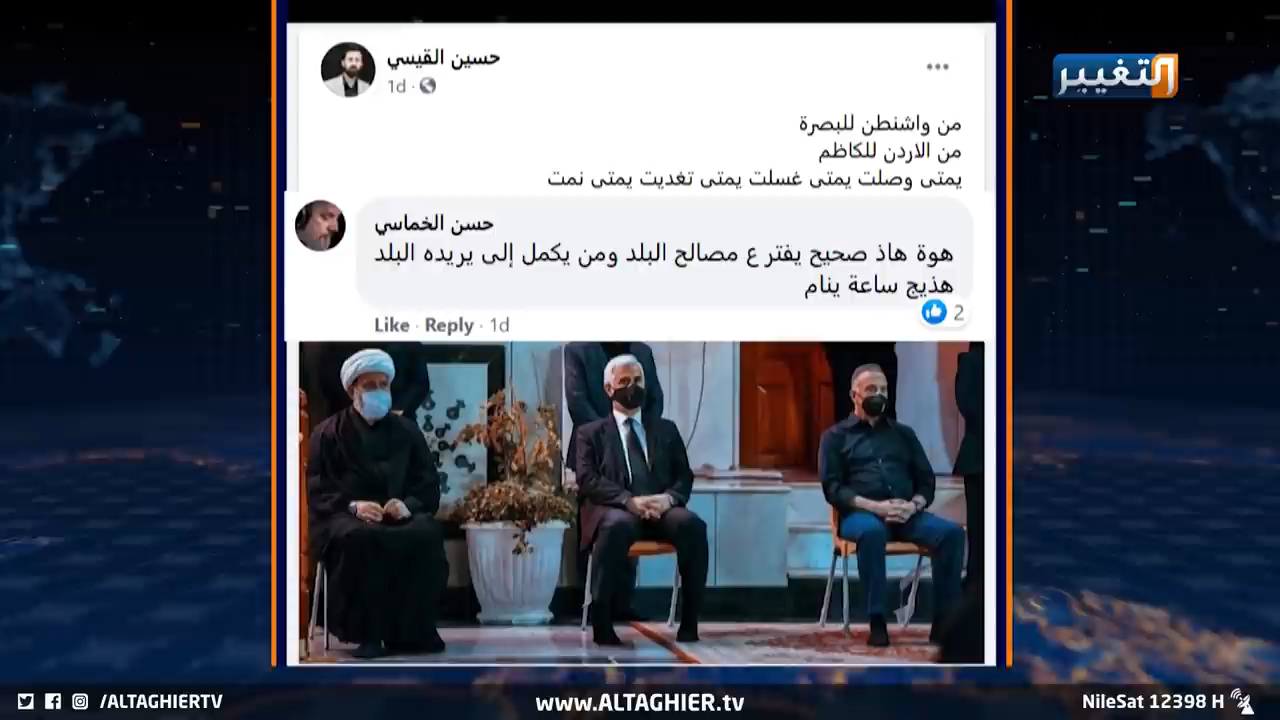 حسين القيسي
1d ·
التغيير
من واشنطن للبصرة
من الاردن للكاظم
يمتى وصلت يمتى غسلت يمتى تغديت يمتى نمت
حسن الخماسي
هوة هاذ صحيح يفتر ع مصالح البلد ومن يكمل إلى يريده البلد
هذيج ساعة ينام
2
Like · Reply · 1d
/ALTAGHIERTV
www.ALTAGHIER.tv
NileSat 12398 H